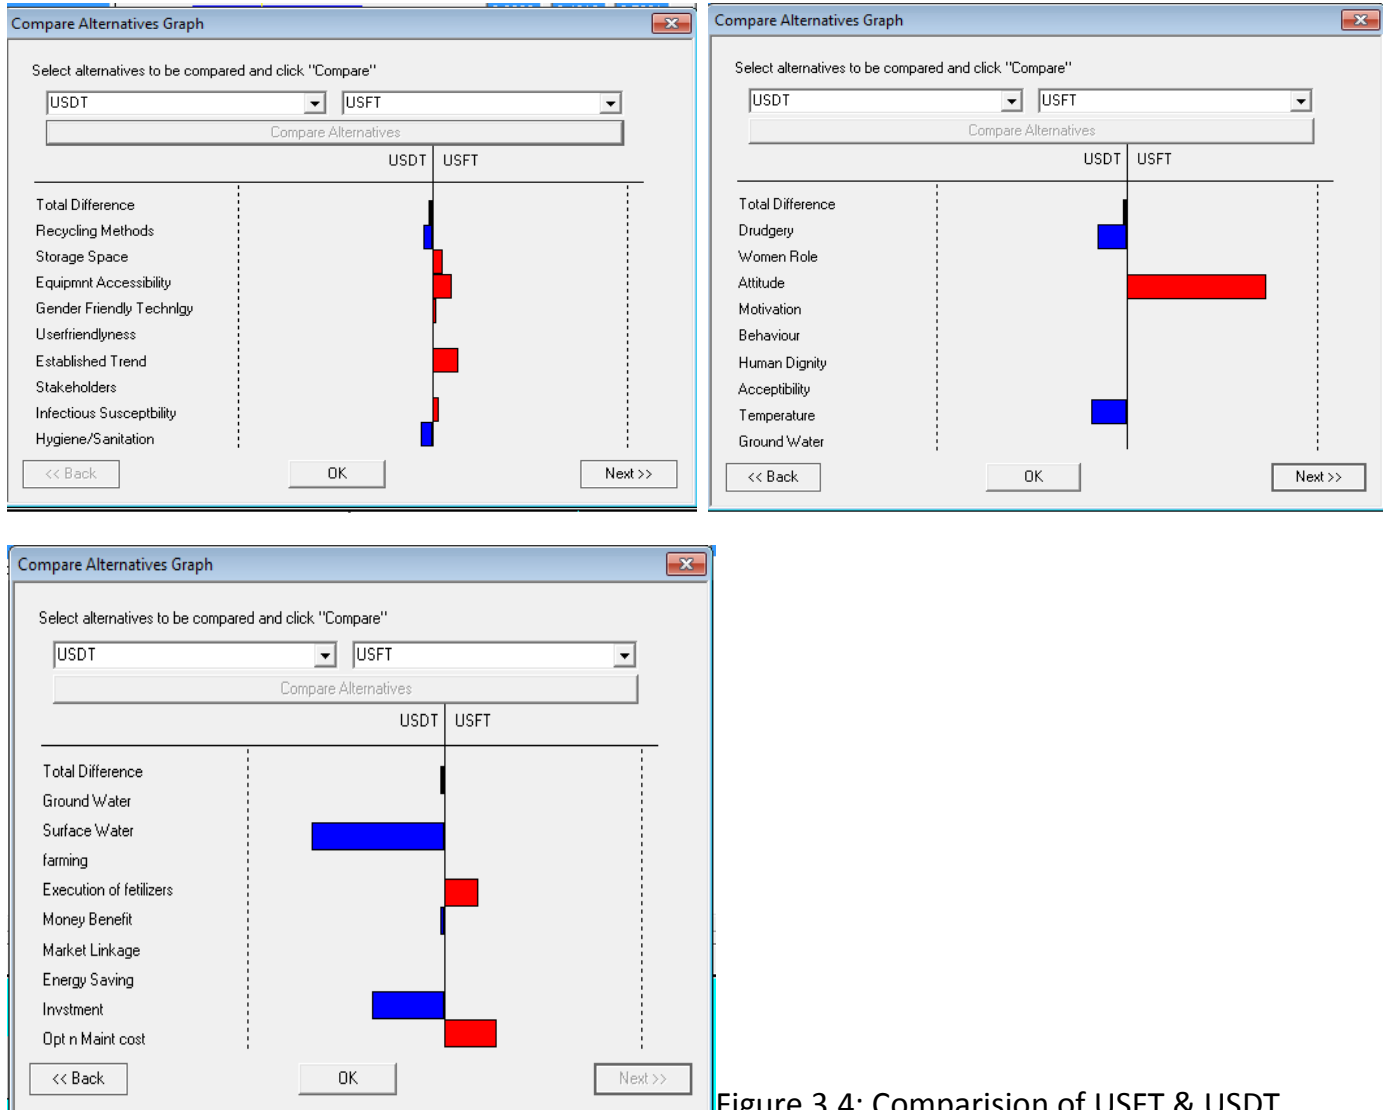 Compare Alternatives Graph
Select alternatives to be compared and click "Compare"
USDT USFT
Compare Alternatives
USDT USFT
Total Difference
Recycling Methods
Storage Space
Equipmnt Accessibility
Gender Friendly Technlgy
Userfriendlyness
Established Trend
Stakeholders
Infectious Susceptbility
Hygiene/Sanitation
<< Back OK Next >>
Compare Alternatives Graph
Select alternatives to be compared and click "Compare"
USDT USFT
Compare Alternatives
USDT USFT
Total Difference
Drudgery
Women Role
Attitude
Motivation
Behaviour
Human Dignity
Acceptibility
Temperature
Ground Water
<< Back OK Next >>
Compare Alternatives Graph
Select alternatives to be compared and click "Compare"
USDT USFT
Compare Alternatives
USDT USFT
Total Difference
Ground Water
Surface Water
farming
Execution of fetilizers
Money Benefit
Market Linkage
Energy Saving
Invstment
Opt n Maint cost
<< Back OK Next >>
Figure 3.4: Comparision of USFT & USDT